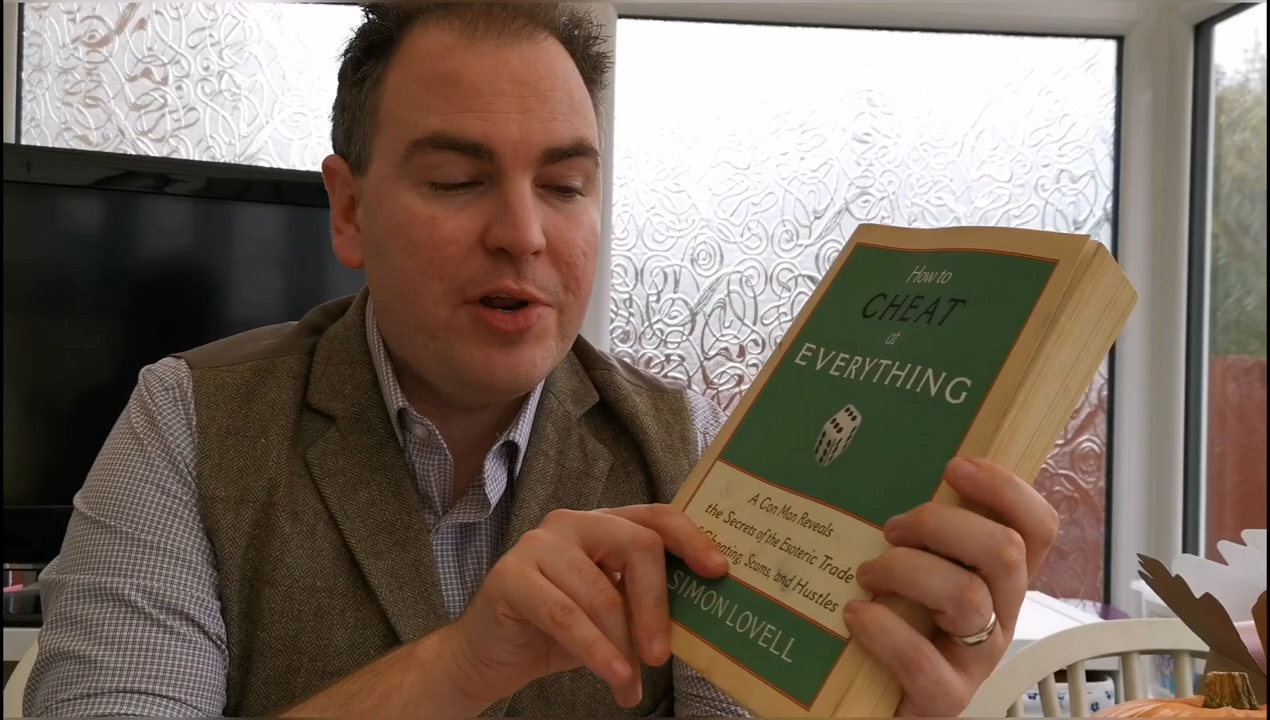 How to
CHEAT
at
EVERYTHING
A Con Man Reveals
the Secrets of the Esoteric Trade
Cheating, Scams, and Hustles
SIMON LOVELL